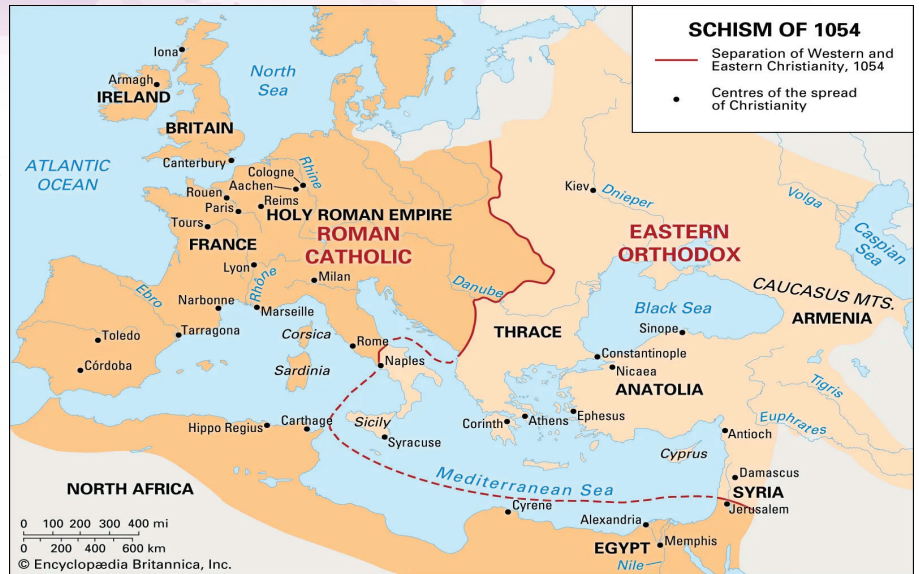 SCHISM OF 1054
Separation of Western and
Eastern Christianity, 1054
Centres of the spread
of Christianity
Iona
North
Sea
Armagh
IRELAND
BRITAIN
ATLANTIC
OCEAN
Canterbury
Cologne
Rhine
Aachen
Rouen
Reims
Paris
HOLY ROMAN EMPIRE
Tours
ROMAN
CATHOLIC
FRANCE
Lyon
Milan
Rhône
Ebro
Narbonne
Marseille
Danube
Kiev
Dnieper
Volga
EASTERN
ORTHODOX
Caspian
Sea
CAUCASUS MTS.
Black Sea
ARMENIA
Toledo
Tarragona
Corsica
Rome
THRACE
Sinope
Constantinople
Naples
Nicaea
Córdoba
Sardinia
ANATOLIA
Tigris
Hippo Regius
Carthage
Sicily
Corinth
Athens
Ephesus
Euphrates
Syracuse
Antioch
Cyprus
Mediterranean Sea
Damascus
NORTH AFRICA
SYRIA
Cyrene
Jerusalem
Alexandria
EGYPT
Memphis
Nile
0 100 200 300 400 mi
0 200 400 600 km
© Encyclopædia Britannica, Inc.